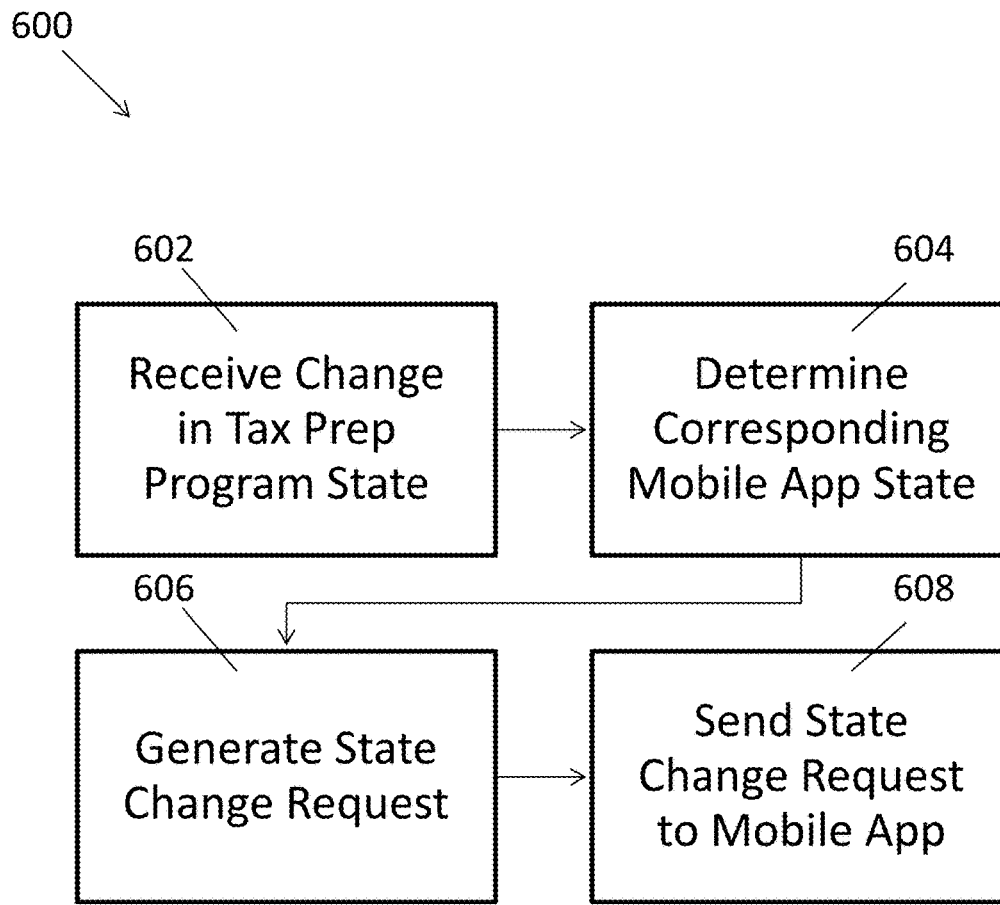 600
602
Receive Change
in Tax Prep
Program State
604
Determine
Corresponding
Mobile App State
606
Generate State
Change Request
608
Send State
Change Request
to Mobile App